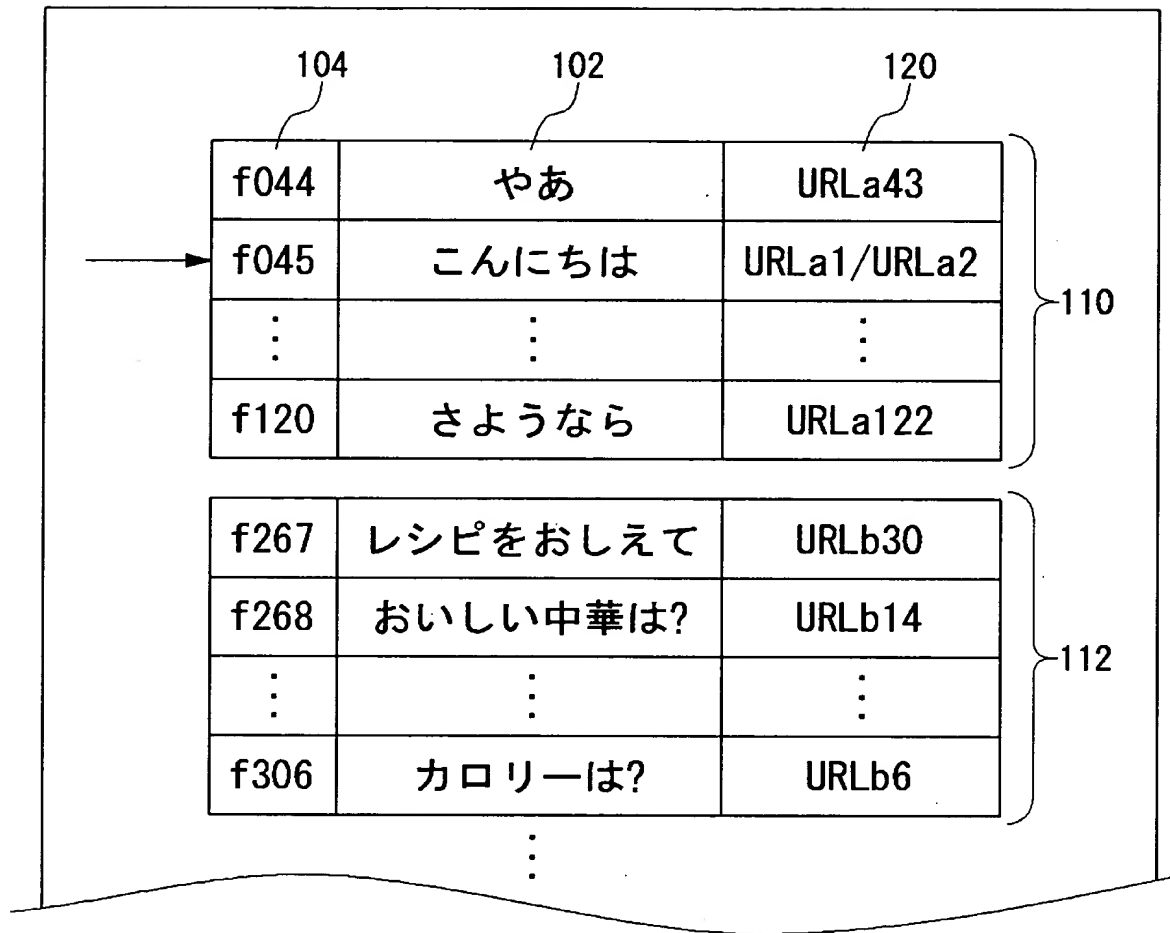 104 102 120
f044 やあ URLa43
f045 こんにちは URLa1/URLa2
110
f120 さようなら URLa122
f267 レシピをおしえて URLb30
f268 おいしい中華は? URLb14
112
f306 カロリーは? URLb6